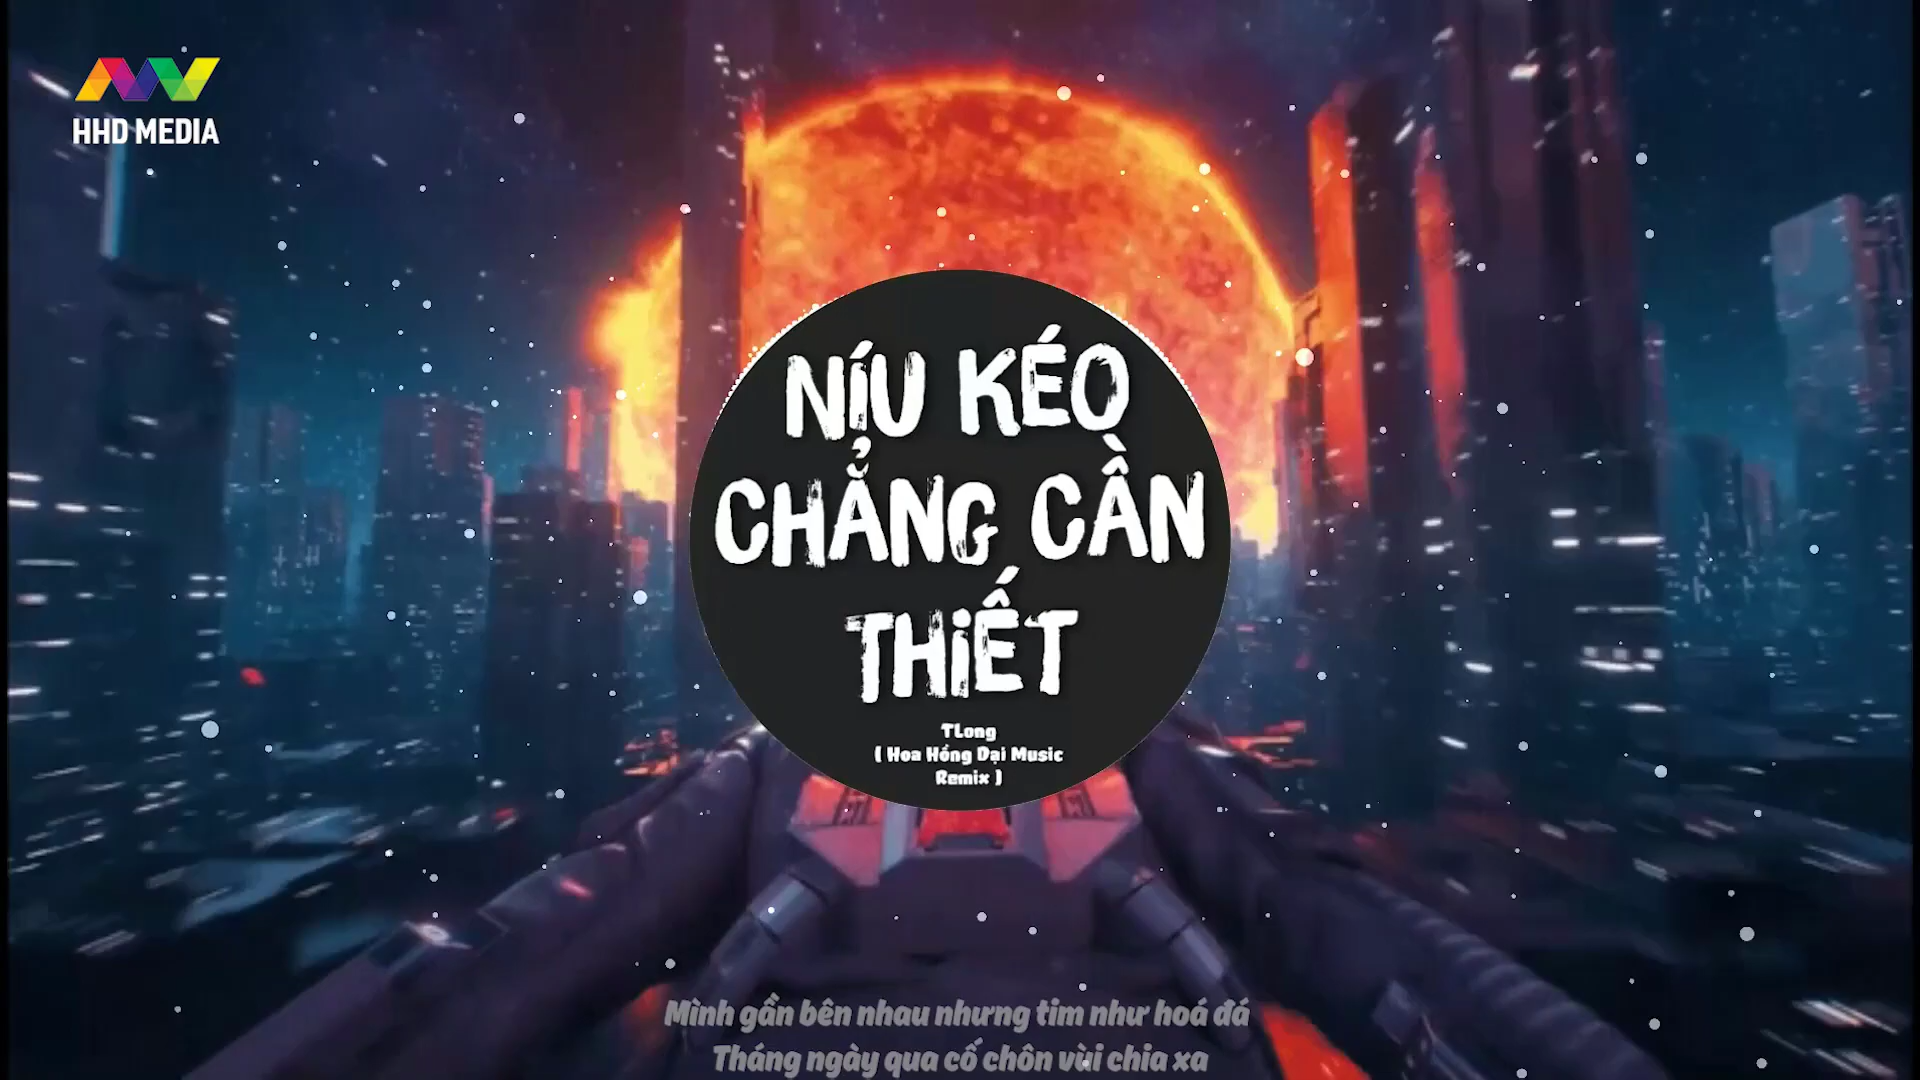 HHD MEDIA
NÍU KÉO
CHẲNG CẦN
THIẾT
TLong
( Hoa Hồng Dại Music
Remix )
Mình gần bên nhau nhưng tim như hoá đá
Tháng ngày qua cố chôn vùi chia xa